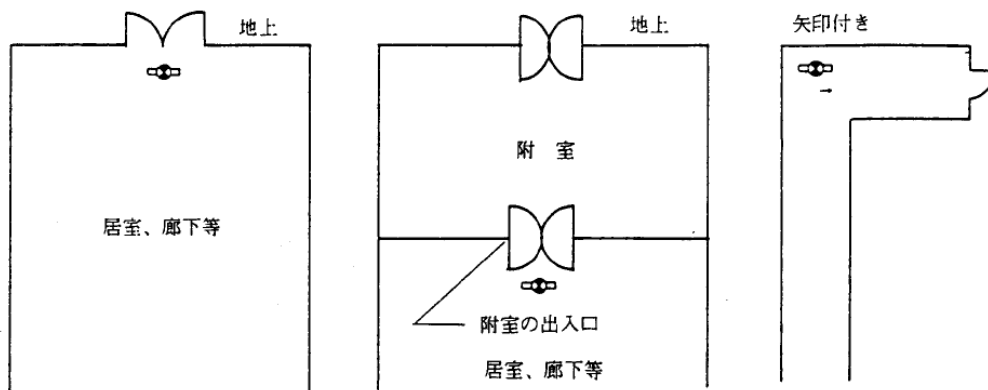 地上
居室、廊下等
地上
附 室
附室の出入口
居室、廊下等
矢印付き